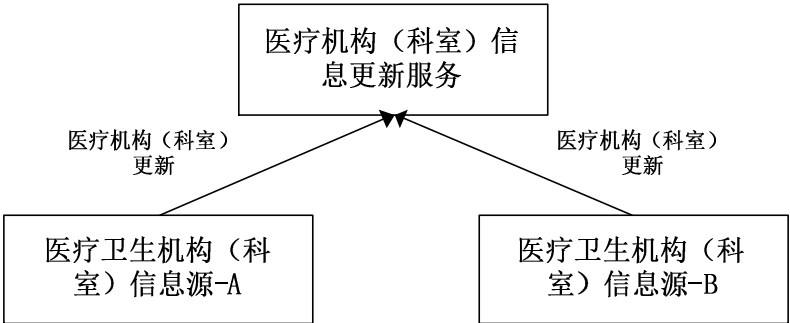 医疗机构（科室）信
息更新服务
医疗机构（科室）
更新
医疗机构（科室）
更新
医疗卫生机构（科
室）信息源-A
医疗卫生机构（科
室）信息源-B